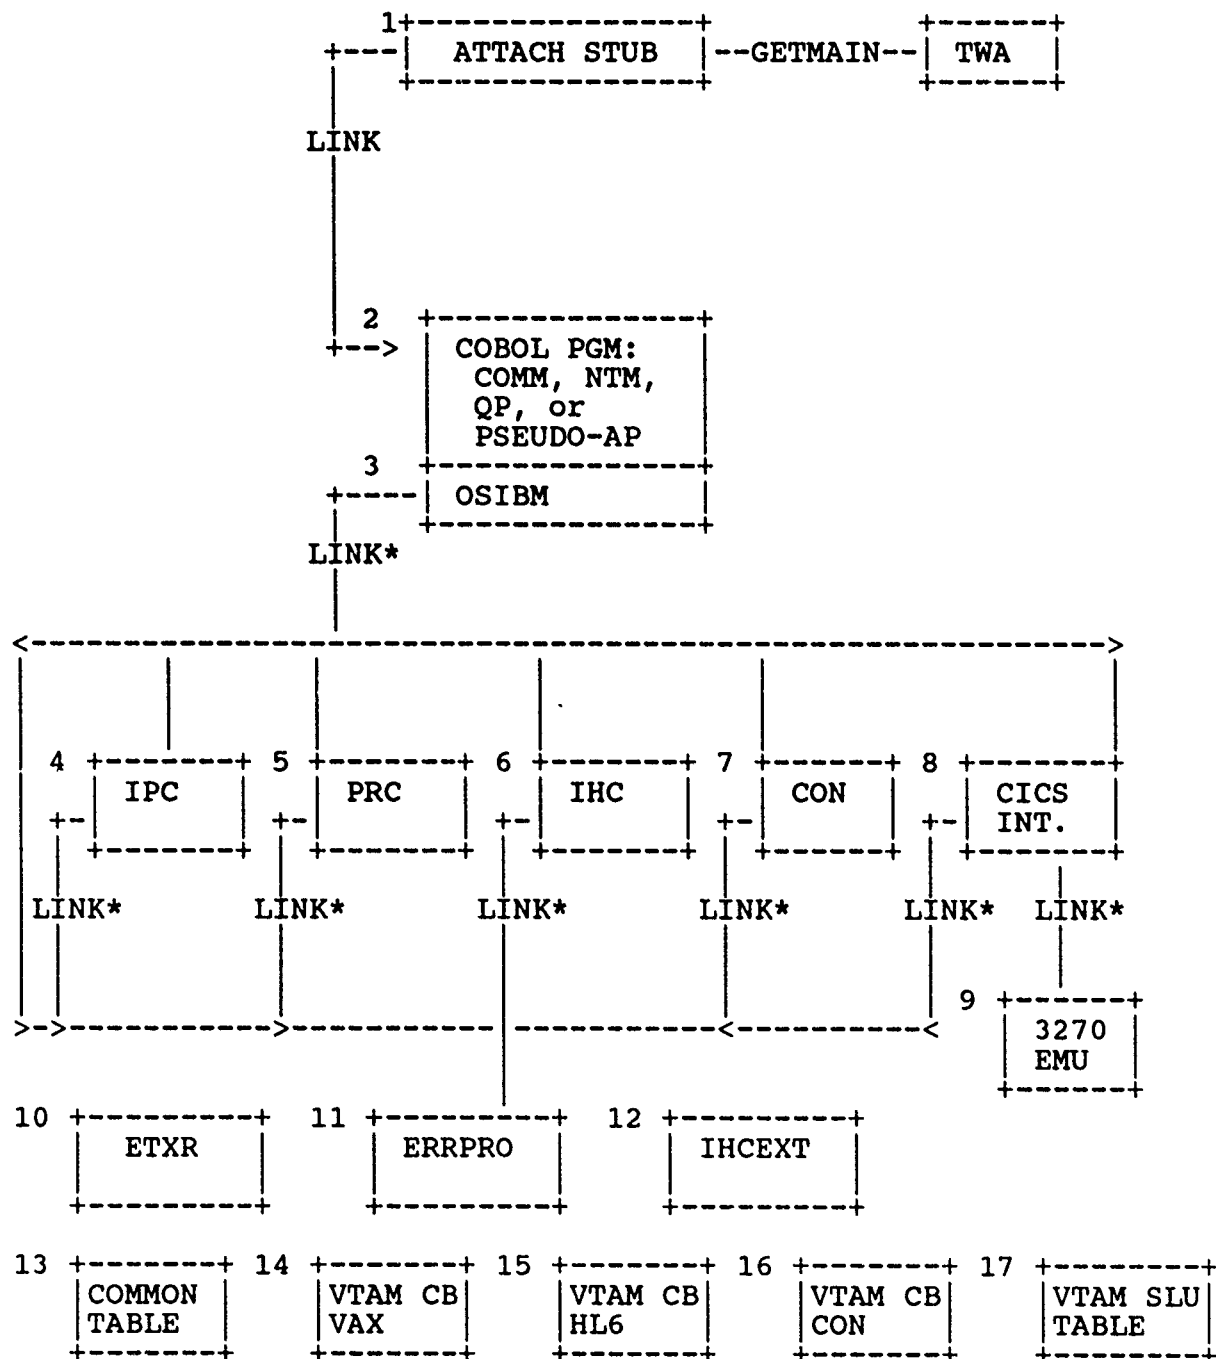 1
ATTACH STUB --GETMAIN-- TWA
LINK
2
COBOL PGM:
COMM, NTM,
QP, or
PSEUDO-AP
3
OSIBM
LINK*
4 5 6 7 8
IPC PRC IHC CON CICS
INT.
LINK* LINK* LINK* LINK* LINK* LINK*
9
3270
EMU
10 11 12
ETXR ERRPRO IHCEXT
13 14 15 16 17
COMMON VTAM CB VTAM CB VTAM CB VTAM SLU
TABLE VAX HL6 CON TABLE